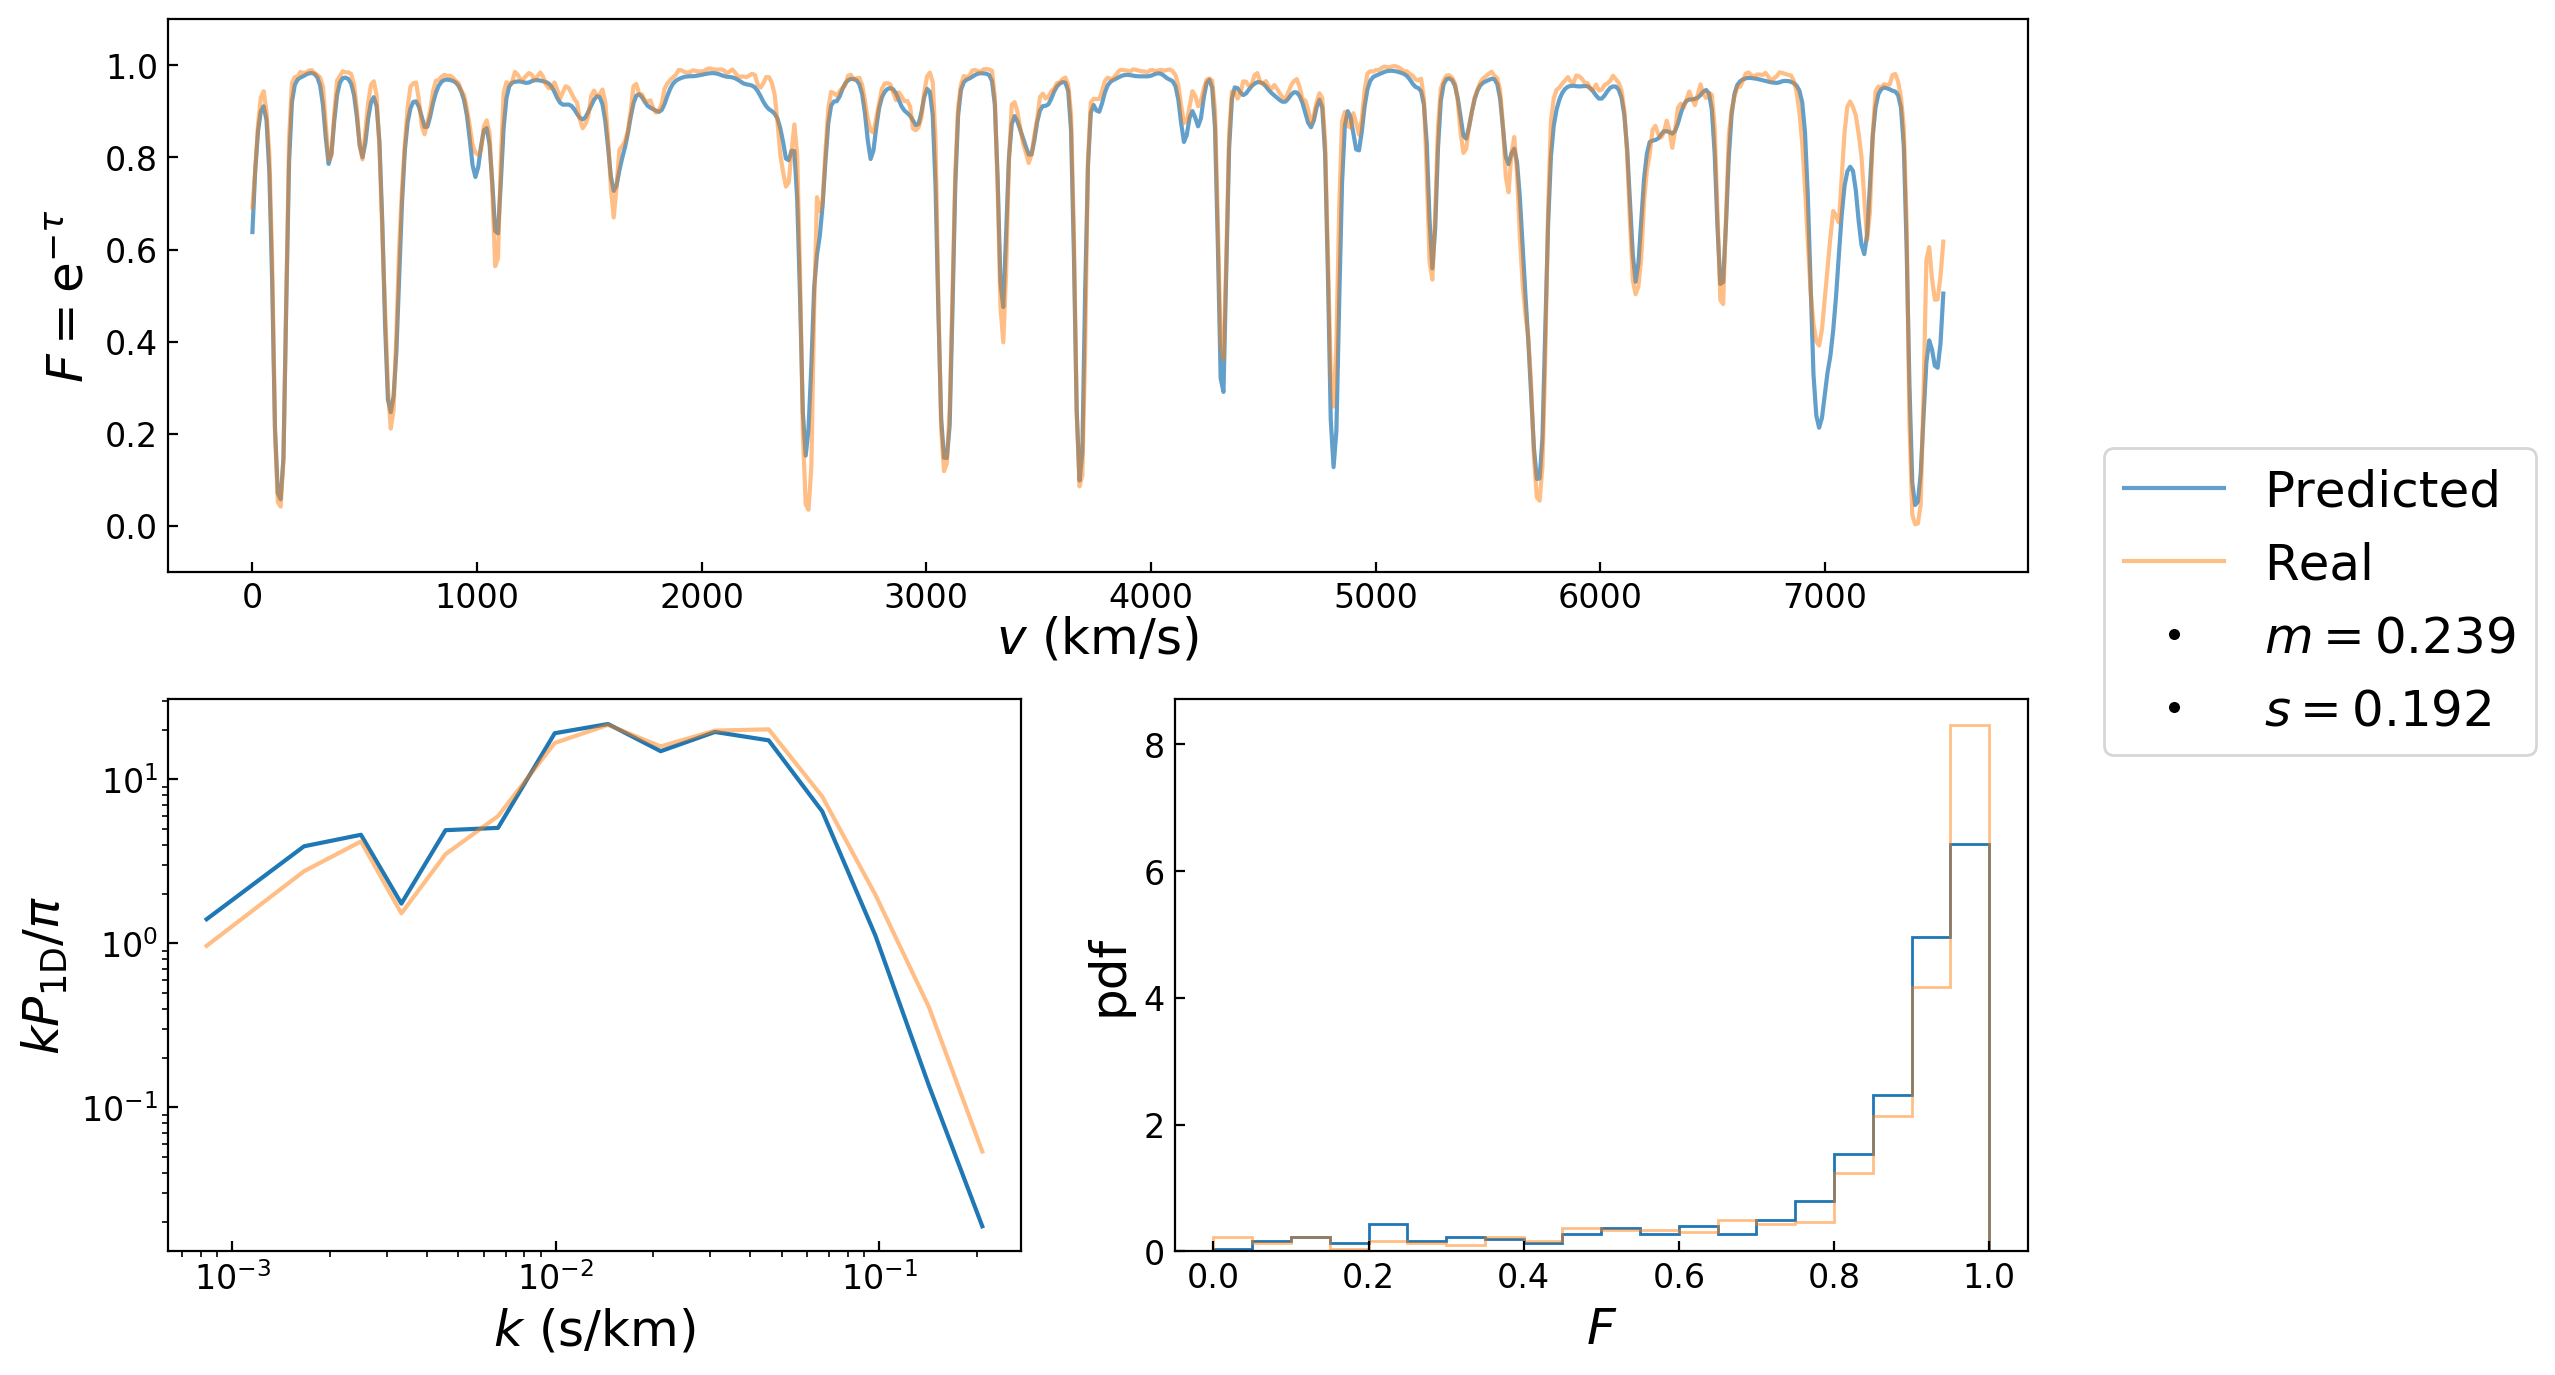 1.0
0.8
0.6
0.4
0.2
0.0
F = e^{−τ}
0 1000 2000 3000 4000 5000 6000 7000
v (km/s)
Predicted
Real
m = 0.239
s = 0.192
10^1
10^0
10^{−1}
kP_{1D}/π
10^{−3} 10^{−2} 10^{−1}
k (s/km)
8
6
4
2
0
pdf
0.0 0.2 0.4 0.6 0.8 1.0
F